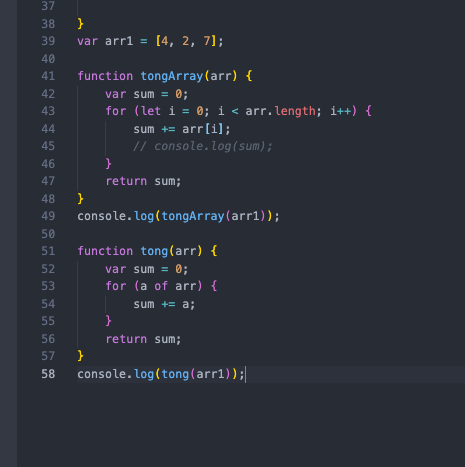 37
38 }
39 var arr1 = [4, 2, 7];
40
41 function tongArray(arr) {
42     var sum = 0;
43     for (let i = 0; i < arr.length; i++) {
44         sum += arr[i];
45         // console.log(sum);
46     }
47     return sum;
48 }
49 console.log(tongArray(arr1));
50
51 function tong(arr) {
52     var sum = 0;
53     for (a of arr) {
54         sum += a;
55     }
56     return sum;
57 }
58 console.log(tong(arr1));